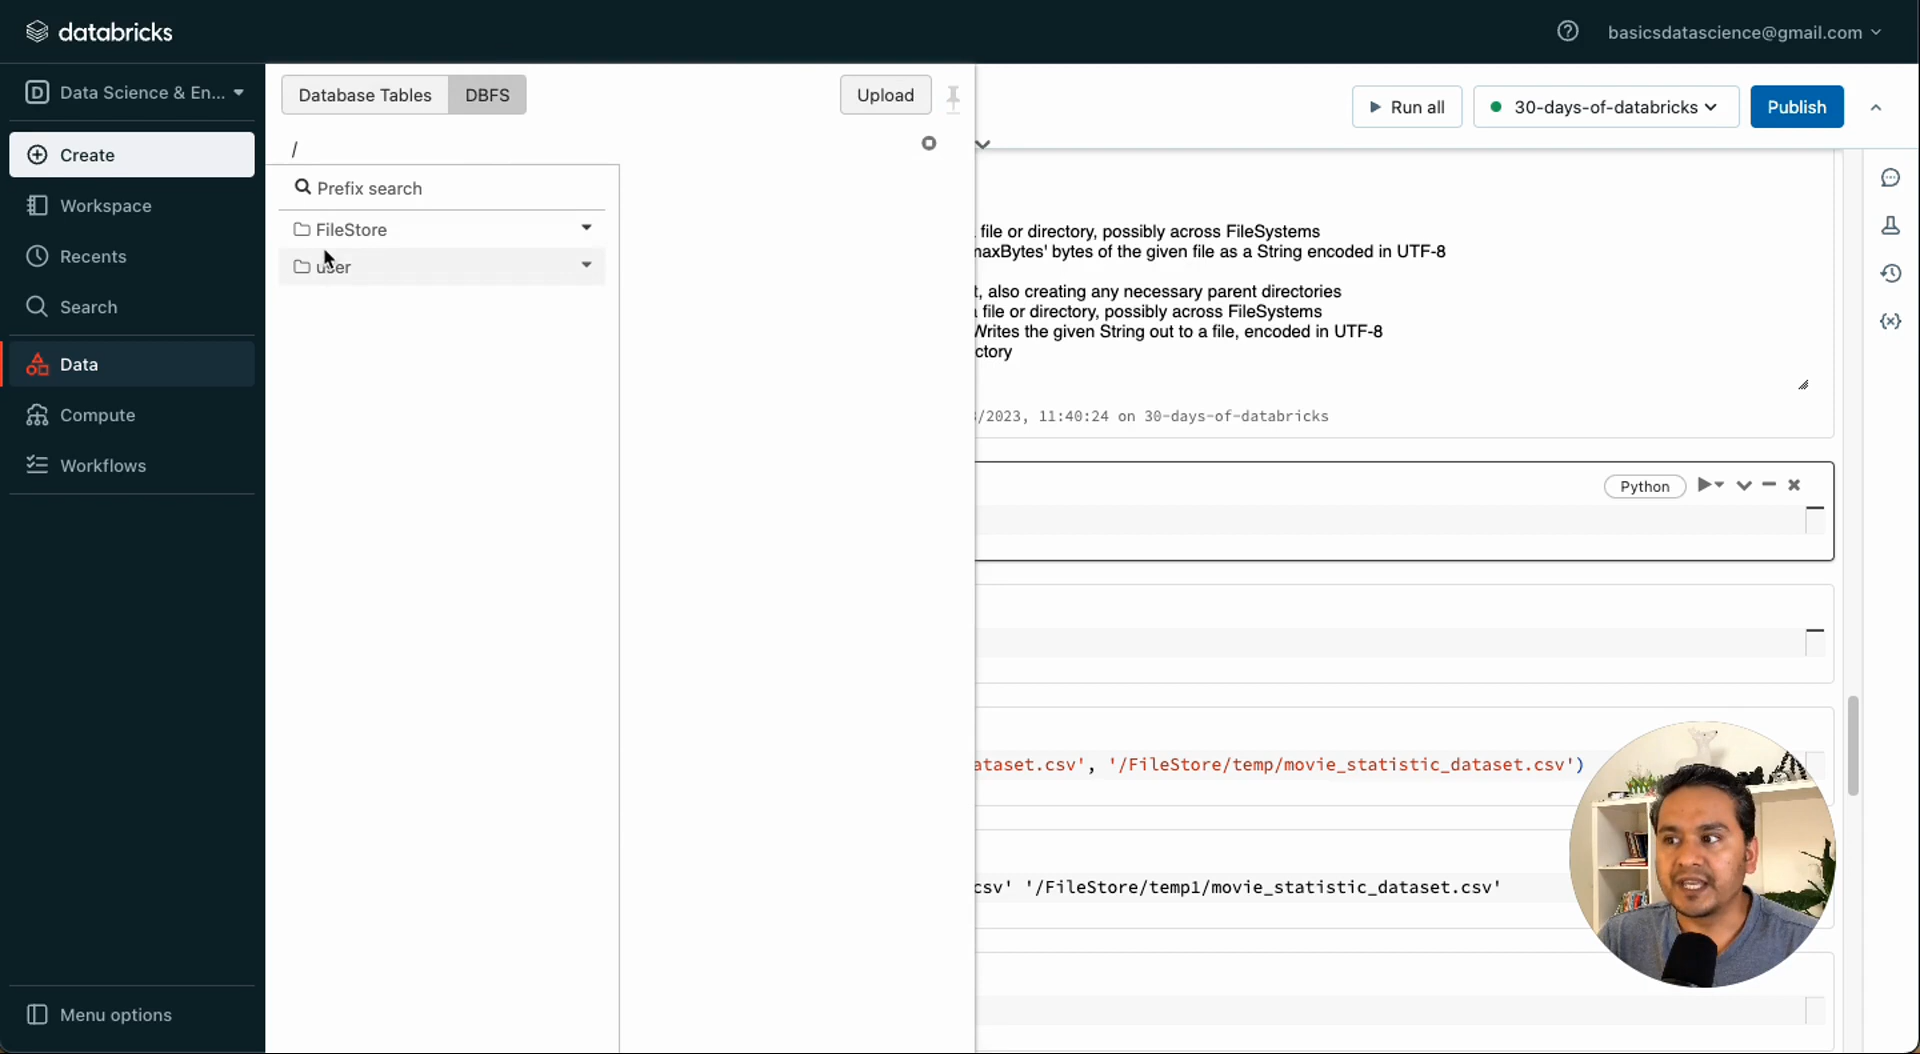 databricks
basicsdatascience@gmail.com
Data Science & En...
Database Tables
DBFS
Upload
Run all
30-days-of-databricks
Publish
Create
/
Workspace
Prefix search
FileStore
Recents
user
file or directory, possibly across FileSystems
maxBytes' bytes of the given file as a String encoded in UTF-8
t, also creating any necessary parent directories
Search
file or directory, possibly across FileSystems
Writes the given String out to a file, encoded in UTF-8
ctory
Data
Compute
3/2023, 11:40:24 on 30-days-of-databricks
Workflows
Python
ataset.csv', '/FileStore/temp/movie_statistic_dataset.csv')
csv' '/FileStore/temp1/movie_statistic_dataset.csv'
Menu options